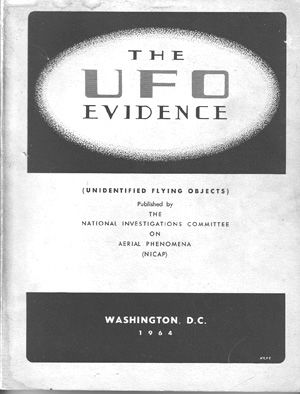 THE
UFO
EVIDENCE
(UNIDENTIFIED FLYING OBJECTS)
Published by
THE
NATIONAL INVESTIGATIONS COMMITTEE
ON
AERIAL PHENOMENA
(NICAP)
WASHINGTON, D.C.
1964